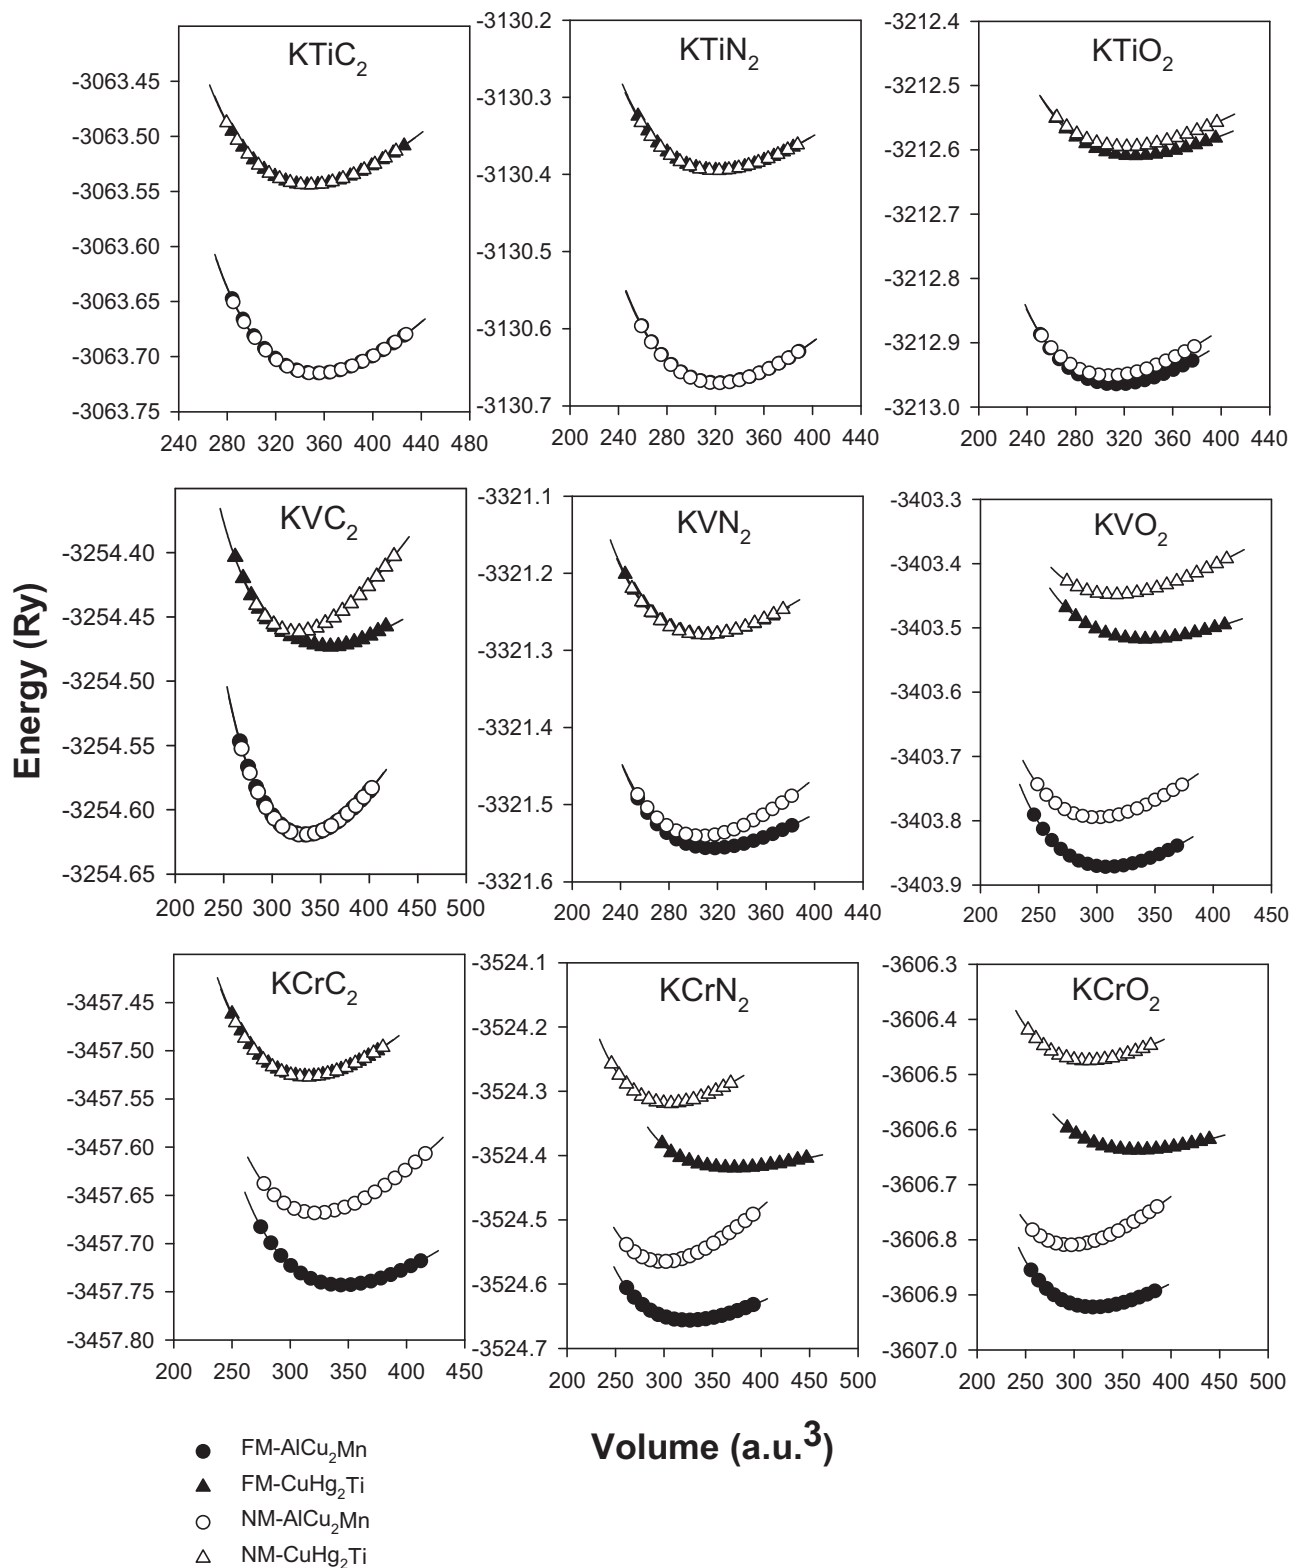 KTiC2
-3063.45
-3063.50
-3063.55
-3063.60
-3063.65
-3063.70
-3063.75
240 280 320 360 400 440 480
KTiN2
-3130.2
-3130.3
-3130.4
-3130.5
-3130.6
-3130.7
200 240 280 320 360 400 440
KTiO2
-3212.4
-3212.5
-3212.6
-3212.7
-3212.8
-3212.9
-3213.0
200 240 280 320 360 400 440
KVC2
-3254.40
-3254.45
-3254.50
-3254.55
-3254.60
-3254.65
200 250 300 350 400 450 500
KVN2
-3321.1
-3321.2
-3321.3
-3321.4
-3321.5
-3321.6
200 240 280 320 360 400 440
KVO2
-3403.3
-3403.4
-3403.5
-3403.6
-3403.7
-3403.8
-3403.9
200 250 300 350 400 450
Energy (Ry)
KCrC2
-3457.45
-3457.50
-3457.55
-3457.60
-3457.65
-3457.70
-3457.75
-3457.80
200 250 300 350 400 450
KCrN2
-3524.1
-3524.2
-3524.3
-3524.4
-3524.5
-3524.6
-3524.7
200 250 300 350 400 450 500
KCrO2
-3606.3
-3606.4
-3606.5
-3606.6
-3606.7
-3606.8
-3606.9
-3607.0
200 250 300 350 400 450 500
Volume (a.u.3)
FM-AlCu2Mn
FM-CuHg2Ti
NM-AlCu2Mn
NM-CuHg2Ti